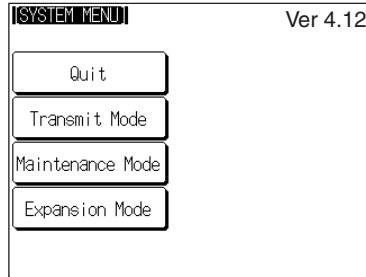 [SYSTEM MENU]
Ver 4.12
Quit
Transmit Mode
Maintenance Mode
Expansion Mode